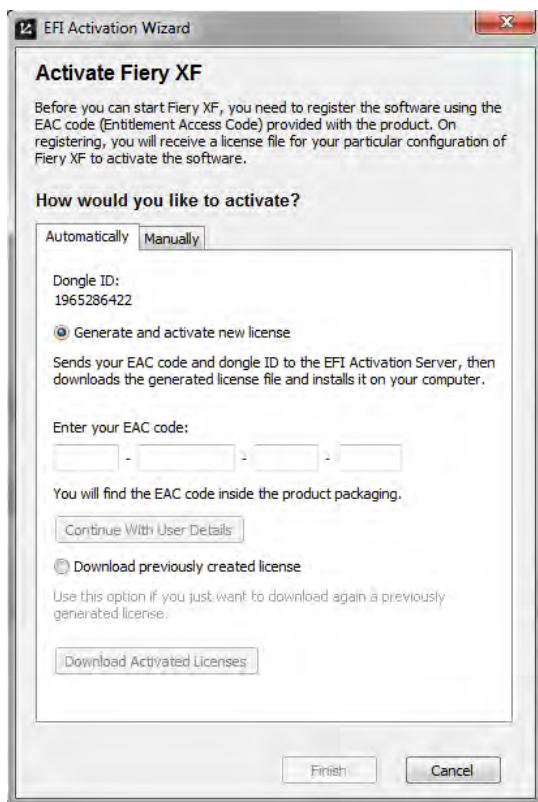 EFI Activation Wizard
Activate Fiery XF
Before you can start Fiery XF, you need to register the software using the
EAC code (Entitlement Access Code) provided with the product. On
registering, you will receive a license file for your particular configuration of
Fiery XF to activate the software.
How would you like to activate?
Automatically Manually
Dongle ID:
1965286422
Generate and activate new license
Sends your EAC code and dongle ID to the EFI Activation Server, then
downloads the generated license file and installs it on your computer.
Enter your EAC code:
- - -
You will find the EAC code inside the product packaging.
Continue With User Details
Download previously created license
Use this option if you just want to download again a previously
generated license.
Download Activated Licenses
Finish Cancel